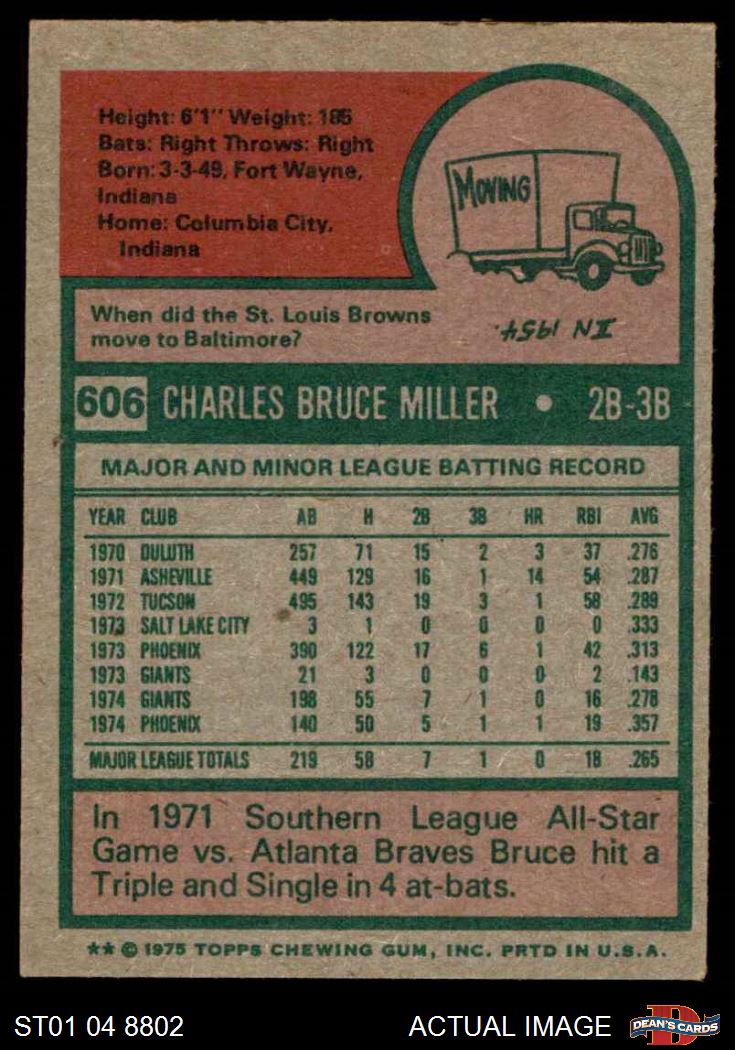 Height: 6'1" Weight: 185
Bats: Right Throws: Right
Born: 3-3-49, Fort Wayne,
Indiana
Home: Columbia City,
Indiana
MOVING
When did the St. Louis Browns
move to Baltimore?
IN 1954.
606 CHARLES BRUCE MILLER • 2B-3B
MAJOR AND MINOR LEAGUE BATTING RECORD
YEAR CLUB AB H 2B 3B HR RBI AVG
1970 DULUTH 257 71 15 2 3 37 .276
1971 ASHEVILLE 449 129 16 1 14 54 .287
1972 TUCSON 495 143 19 3 1 58 .289
1973 SALT LAKE CITY 3 1 0 0 0 0 .333
1973 PHOENIX 390 122 17 6 1 42 .313
1973 GIANTS 21 3 0 0 0 2 .143
1974 GIANTS 198 55 7 1 0 16 .278
1974 PHOENIX 140 50 5 1 1 19 .357
MAJOR LEAGUE TOTALS 219 58 7 1 0 18 .265
In 1971 Southern League All-Star
Game vs. Atlanta Braves Bruce hit a
Triple and Single in 4 at-bats.
** © 1975 TOPPS CHEWING GUM, INC. PRTD IN U.S.A.
ST01 04 8802 ACTUAL IMAGE DEAN'S CARDS